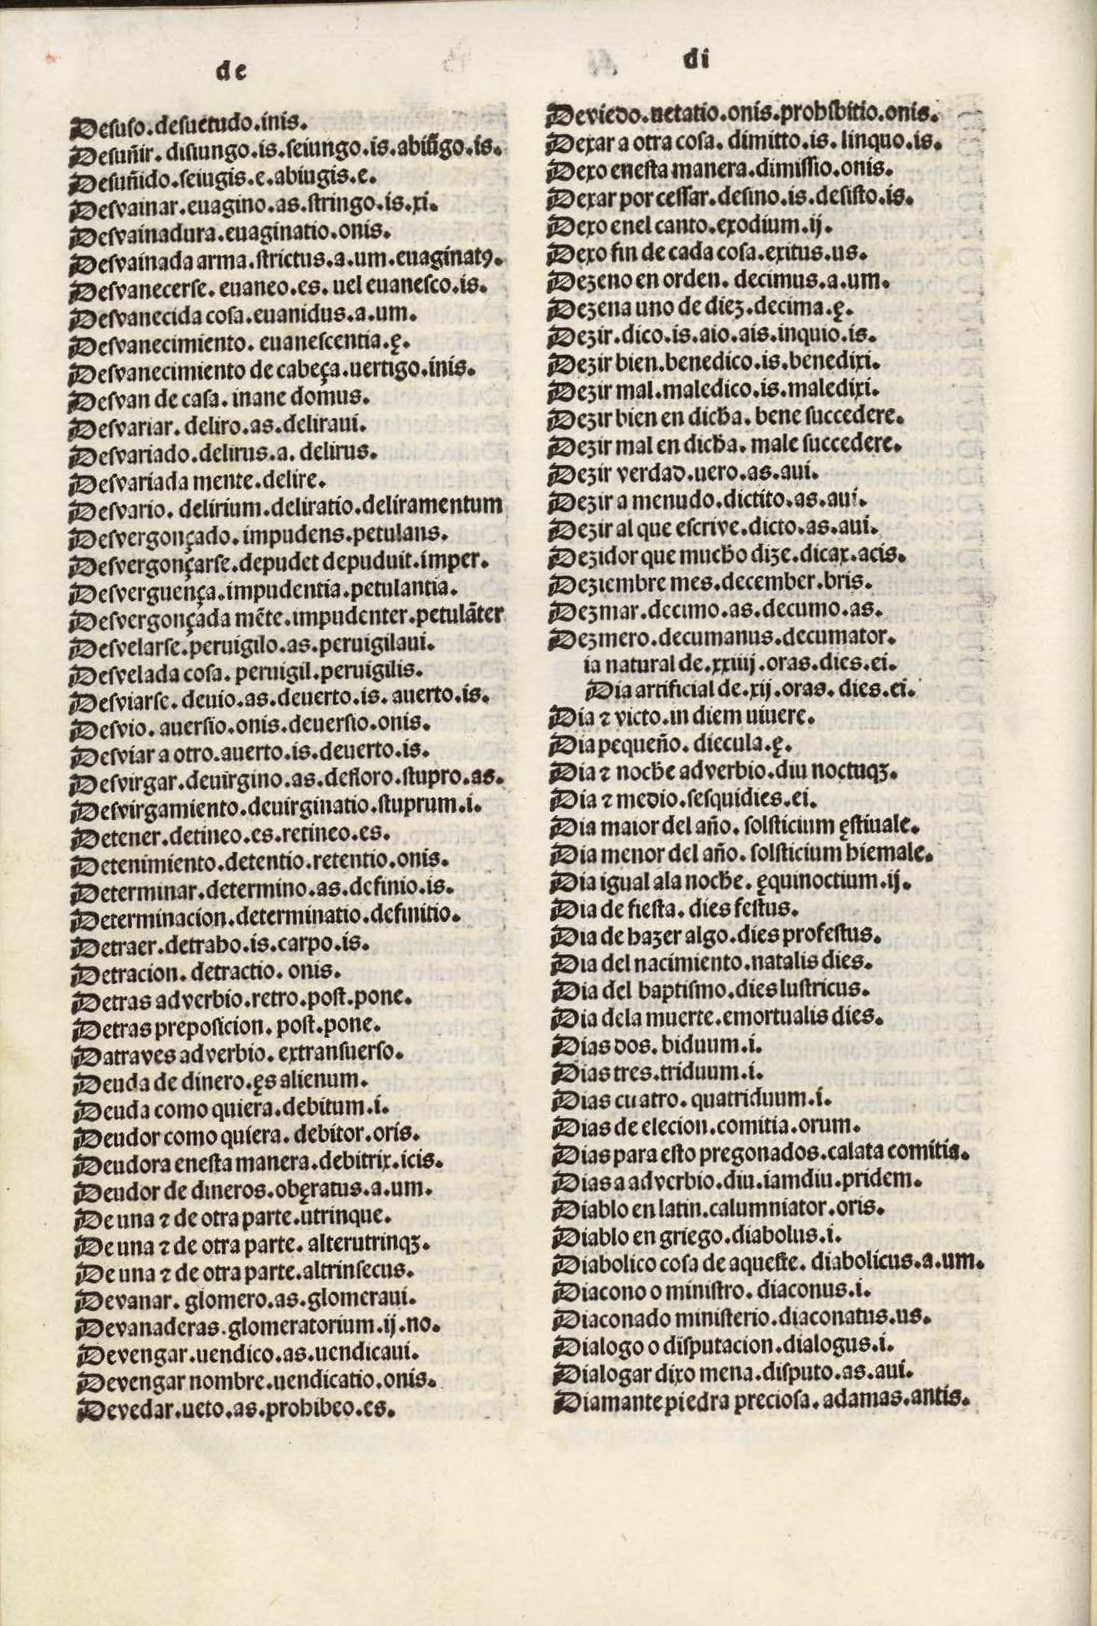 de
Desuso.desuetudo.inis.
Desuñir.disiungo.is.seiungo.is.abiũgo.is.
Desuñido.seiugis.e.abiugis.e.
Desvainar.euagino.as.stringo.is.xi.
Desvainadura.euaginatio.onis.
Desvainada arma.strictus.a.um.euaginatꝯ.
Desvanecerse.euaneo.es.uel euanesco.is.
Desvanecida cosa.euanidus.a.um.
Desvanecimiento.euanescentia.ę.
Desvanecimiento de cabeça.uertigo.inis.
Desvan de casa.inane domus.
Desvariar.deliro.as.deliraui.
Desvariado.delirus.a.delirus.
Desvariada mente.delire.
Desvario.delirium.deliratio.deliramentum
Desvergonçado.impudens.petulans.
Desvergonçarse.depudet depuduit.imper.
Desverguença.impudentia.petulantia.
Desvergonçada mẽte.impudenter.petulãter
Desvelarse.peruigilo.as.peruigilaui.
Desvelada cosa.peruigil.peruigilis.
Desviarse.deuio.as.deuerto.is.auerto.is.
Desvio.auersio.onis.deuersio.onis.
Desviar a otro.auerto.is.deuerto.is.
Desvirgar.deuirgino.as.defloro.stupro.as.
Desvirgamiento.deuirginatio.stuprum.i.
Detener.detineo.es.retineo.es.
Detenimiento.detentio.retentio.onis.
Determinar.determino.as.definio.is.
Determinacion.determinatio.definitio.
Detraer.detraho.is.carpo.is.
Detracion.detractio.onis.
Detras adverbio.retro.post.pone.
Detras preposicion.post.pone.
Datraves adverbio.extransuerso.
Deuda de dinero.ęs alienum.
Deuda como quiera.debitum.i.
Deudor como quiera.debitor.oris.
Deudora enesta manera.debitrix.icis.
Deudor de dineros.obęratus.a.um.
De una ⁊ de otra parte.utrinque.
De una ⁊ de otra parte.alterutrinqꝫ.
De una ⁊ de otra parte.altrinsecus.
Devanar.glomero.as.glomeraui.
Devanaderas.glomeratorium.ij.no.
Devengar.uendico.as.uendicaui.
Devengar nombre.uendicatio.onis.
Devedar.ueto.as.prohibeo.es.
di
Deviedo.uetatio.onis.prohibitio.onis.
Dexar a otra cosa.dimitto.is.linquo.is.
Dexo enesta manera.dimissio.onis.
Dexar por cessar.desino.is.desisto.is.
Dexo enel canto.exodium.ij.
Dexo fin de cada cosa.exitus.us.
Dezeno en orden.decimus.a.um.
Dezena uno de diez.decima.ę.
Dezir.dico.is.aio.ais.inquio.is.
Dezir bien.benedico.is.benedixi.
Dezir mal.maledico.is.maledixi.
Dezir bien en dicha.bene succedere.
Dezir mal en dicha.male succedere.
Dezir verdad.uero.as.aui.
Dezir a menudo.dictito.as.aui.
Dezir al que escrive.dicto.as.aui.
Dezidor que mucho dize.dicax.acis.
Deziembre mes.december.bris.
Dezmar.decimo.as.decumo.as.
Dezmero.decumanus.decumator.
ia natural de.xxiiij.oras.dies.ei.
Dia artificial de.xij.oras.dies.ei.
Dia ⁊ victo.in diem uiuere.
Dia pequeño.diecula.ę.
Dia ⁊ noche adverbio.diu noctuqꝫ.
Dia ⁊ medio.sesquidies.ei.
Dia maior del año.solsticium ęstiuale.
Dia menor del año.solsticium hiemale.
Dia igual ala noche.ęquinoctium.ij.
Dia de fiesta.dies festus.
Dia de hazer algo.dies profestus.
Dia del nacimiento.natalis dies.
Dia del baptismo.dies lustricus.
Dia dela muerte.emortualis dies.
Dias dos.biduum.i.
Dias tres.triduum.i.
Dias cuatro.quatriduum.i.
Dias de elecion.comitia.orum.
Dias para esto pregonados.calata comitis.
Dias a adverbio.diu.iamdiu.pridem.
Diablo en latin.calumniator.oris.
Diablo en griego.diabolus.i.
Diabolico cosa de aqueste.diabolicus.a.um.
Diacono o ministro.diaconus.i.
Diaconado ministerio.diaconatus.us.
Dialogo o disputacion.dialogus.i.
Dialogar dixo mena.disputo.as.aui.
Diamante piedra preciosa.adamas.antis.